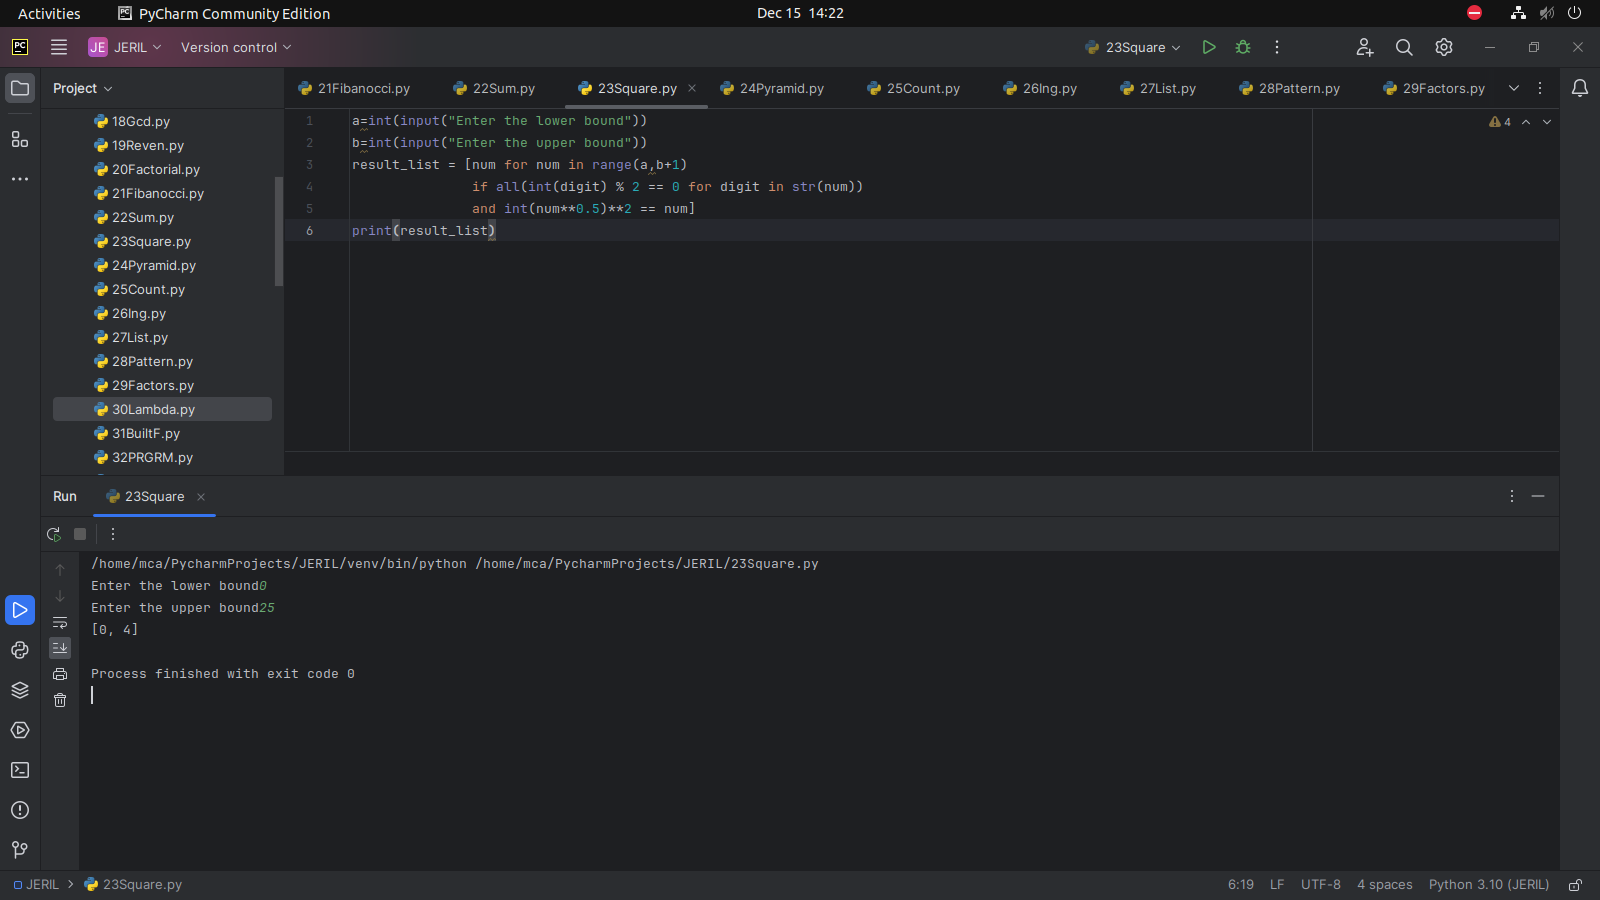 Activities PyCharm Community Edition Dec 15 14:22
PC JE JERIL Version control 23Square
Project 21Fibanocci.py 22Sum.py 23Square.py 24Pyramid.py 25Count.py 26Ing.py 27List.py 28Pattern.py 29Factors.py
18Gcd.py
19Reven.py
20Factorial.py
21Fibanocci.py
22Sum.py
23Square.py
24Pyramid.py
25Count.py
26Ing.py
27List.py
28Pattern.py
29Factors.py
30Lambda.py
31BuiltF.py
32PRGRM.py
1 a=int(input("Enter the lower bound")) 4
2 b=int(input("Enter the upper bound"))
3 result_list = [num for num in range(a,b+1)
4 if all(int(digit) % 2 == 0 for digit in str(num))
5 and int(num**0.5)**2 == num]
6 print(result_list)
Run 23Square
/home/mca/PycharmProjects/JERIL/venv/bin/python /home/mca/PycharmProjects/JERIL/23Square.py
Enter the lower bound0
Enter the upper bound25
[0, 4]
Process finished with exit code 0
JERIL 23Square.py 6:19 LF UTF-8 4 spaces Python 3.10 (JERIL)